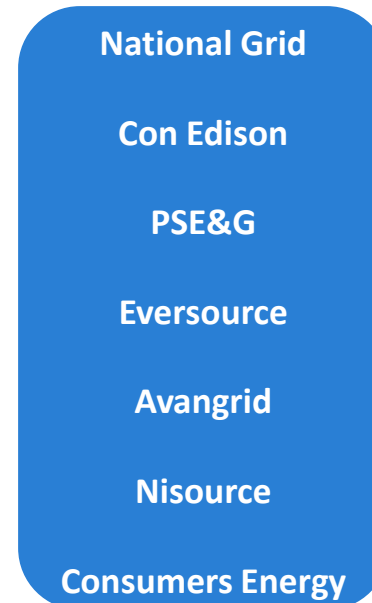 National Grid
Con Edison
PSE&G
Eversource
Avangrid
Nisource
Consumers Energy